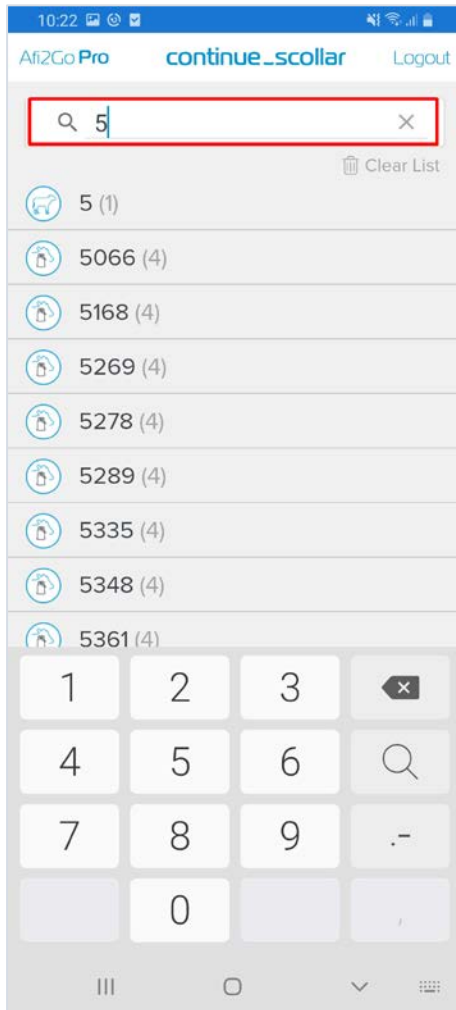 10:22
Afi2Go Pro continue_scollar Logout
5
Clear List
5 (1)
5066 (4)
5168 (4)
5269 (4)
5278 (4)
5289 (4)
5335 (4)
5348 (4)
5361 (4)
1 2 3
4 5 6
7 8 9 .-
0 ,